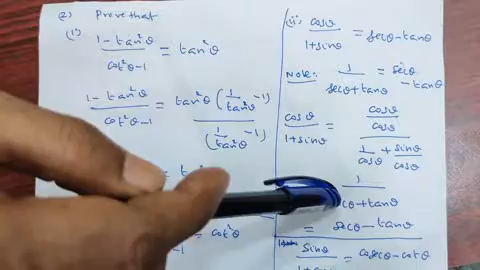 (2) Prove that
(i)
1 - tan²θ / cot²θ - 1 = tan²θ
1 - tan²θ / cot²θ - 1 = tan²θ (1/tan²θ - 1) / (1/tan²θ - 1)
= cot²θ
(ii) cosθ / 1 + sinθ = secθ - tanθ
Note: 1 / secθ + tanθ = secθ - tanθ
cosθ / 1 + sinθ = cosθ/cosθ / 1/cosθ + sinθ/cosθ
1 / + tanθ
= secθ - tanθ
sinθ = cosecθ - cotθ